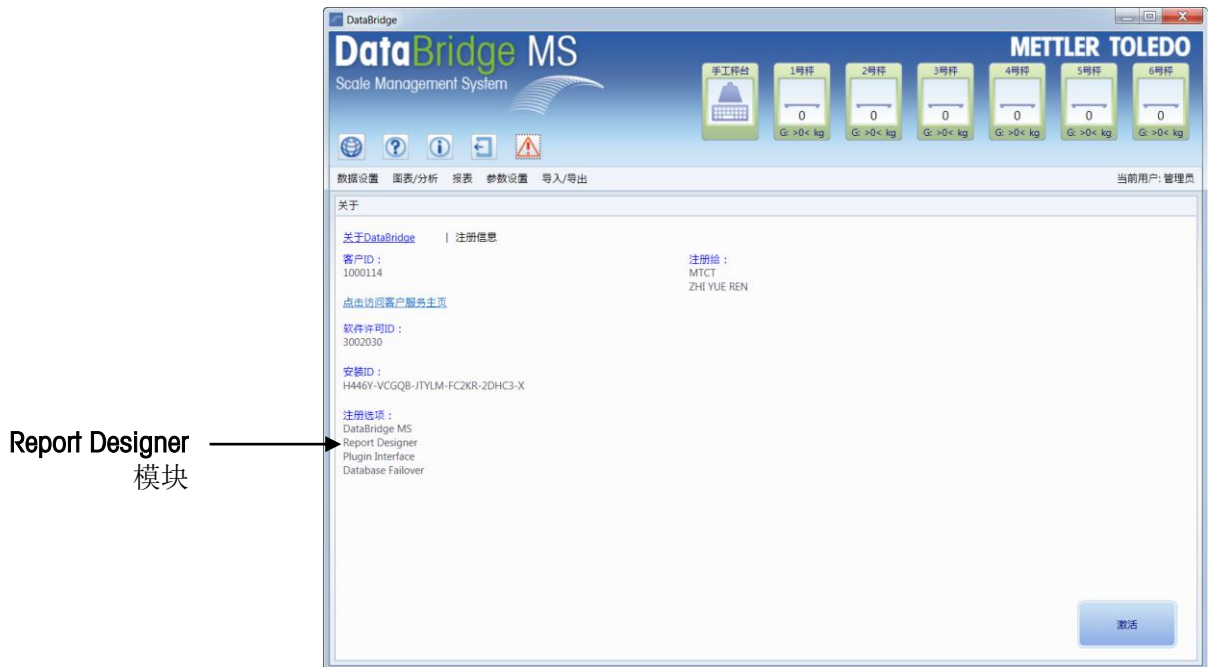 DataBridge
DataBridge MS
METTLER TOLEDO
Scale Management System
手工秤台
1号秤
2号秤
3号秤
4号秤
5号秤
6号秤
0
0
0
0
0
0
G: >0< kg
G: >0< kg
G: >0< kg
G: >0< kg
G: >0< kg
G: >0< kg
数据设置 图表/分析 报表 参数设置 导入/导出
当前用户: 管理员
关于
关于DataBridge | 注册信息
客户ID：
1000114
注册给：
MTCT
ZHI YUE REN
点击访问客户服务主页
软件许可ID：
3002030
安装ID：
H446Y-VCGQB-JTYLM-FC2KR-2DHC3-X
注册选项：
DataBridge MS
Report Designer
Plugin Interface
Database Failover
Report Designer
模块
激活